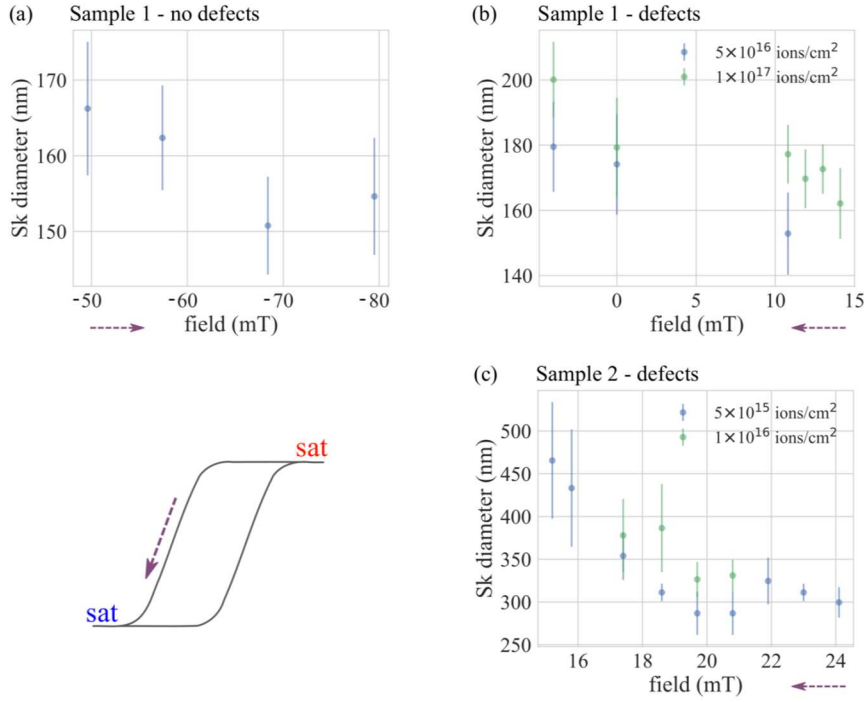 (a) Sample 1 - no defects
Sk diameter (nm)
170
160
150
-50 -60 -70 -80
field (mT)
(b) Sample 1 - defects
5×10^16 ions/cm^2
1×10^17 ions/cm^2
Sk diameter (nm)
200
180
160
140
0 5 10 15
field (mT)
sat
sat
(c) Sample 2 - defects
5×10^15 ions/cm^2
1×10^16 ions/cm^2
Sk diameter (nm)
500
450
400
350
300
250
16 18 20 22 24
field (mT)